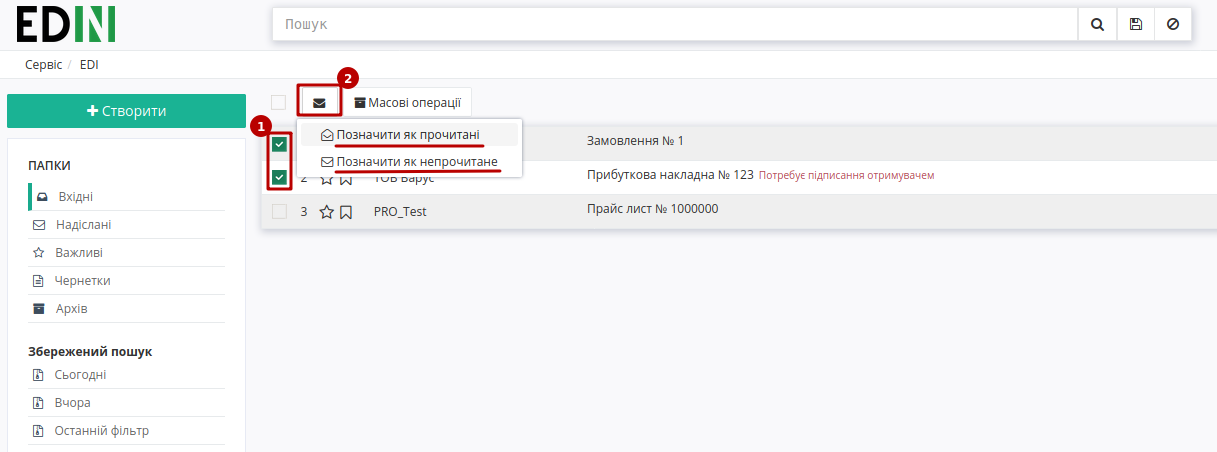 EDIN
Пошук
Сервіс / EDI
Створити
2
Масові операції
1
Позначити як прочитані
Замовлення № 1
Позначити як непрочитане
2 ТОВ Варус Прибуткова накладна № 123 Потребує підписання отримувачем
3 PRO_Test Прайс лист № 1000000
ПАПКИ
Вхідні
Надіслані
Важливі
Чернетки
Архів
Збережений пошук
Сьогодні
Вчора
Останній фільтр